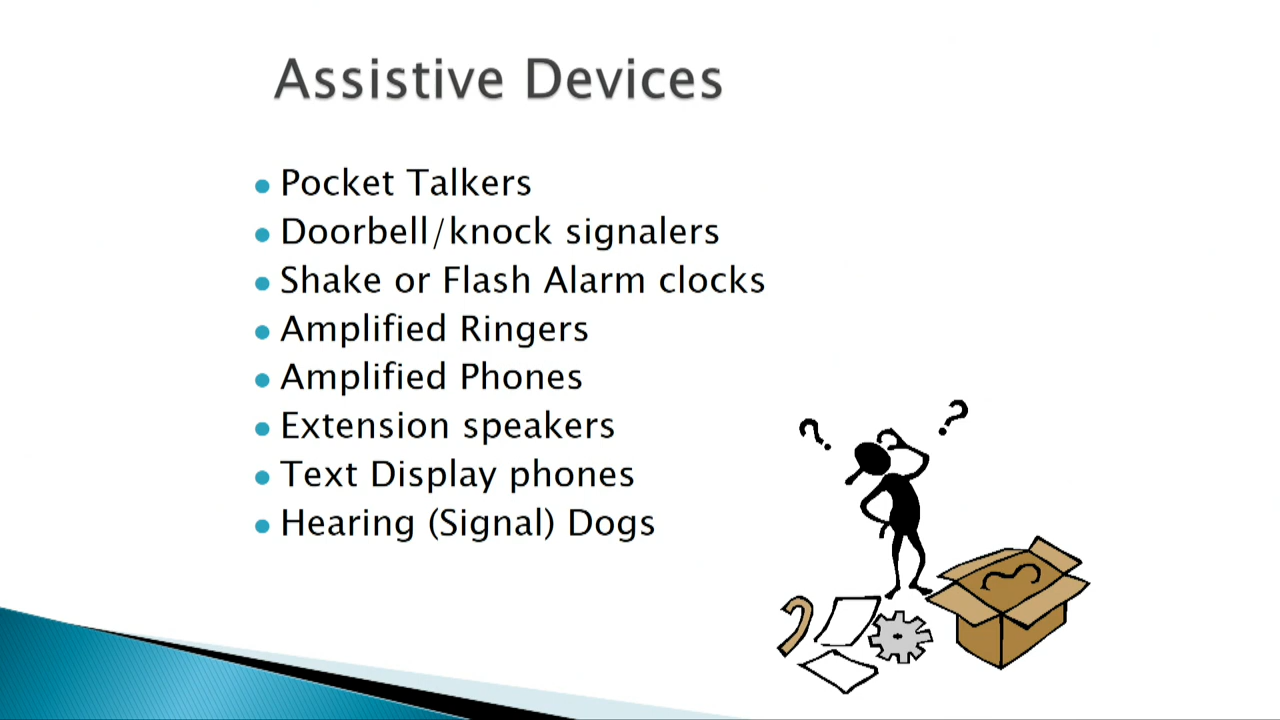 Assistive Devices
Pocket Talkers
Doorbell/knock signalers
Shake or Flash Alarm clocks
Amplified Ringers
Amplified Phones
Extension speakers
Text Display phones
Hearing (Signal) Dogs
? ?